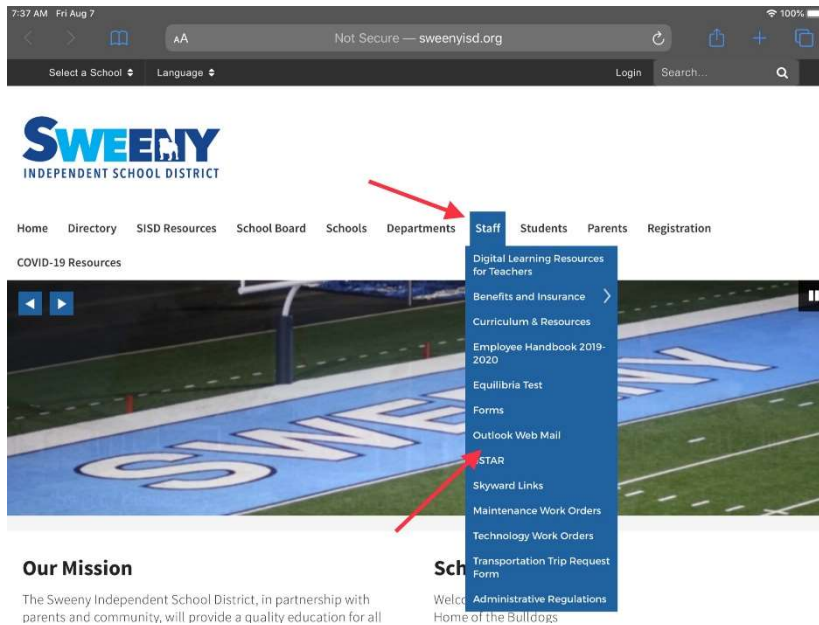 7:37 AM Fri Aug 7
100%
AA
Not Secure — sweenyisd.org
Select a School
Language
Login
Search...
SWEENY
INDEPENDENT SCHOOL DISTRICT
Home Directory SISD Resources School Board Schools Departments Staff Students Parents Registration
COVID-19 Resources
Digital Learning Resources
for Teachers
Benefits and Insurance
Curriculum & Resources
Employee Handbook 2019-
2020
Equilibria Test
Forms
Outlook Web Mail
Skyward Links
Maintenance Work Orders
Technology Work Orders
Transportation Trip Request
Form
Administrative Regulations
SWEENY
Our Mission
The Sweeny Independent School District, in partnership with
parents and community, will provide a quality education for all
Sch
Welco
Home of the Bulldogs